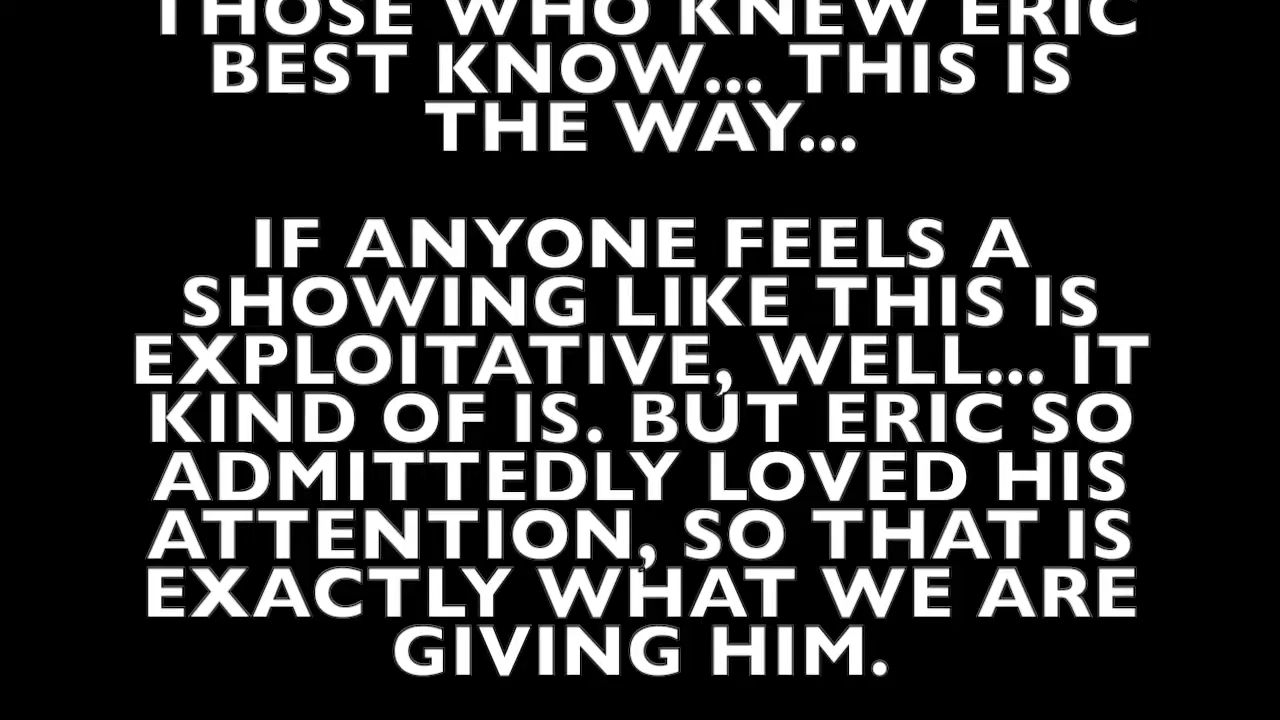 THOSE WHO KNEW ERIC
BEST KNOW... THIS IS
THE WAY...
IF ANYONE FEELS A
SHOWING LIKE THIS IS
EXPLOITATIVE, WELL... IT
KIND OF IS. BUT ERIC SO
ADMITTEDLY LOVED HIS
ATTENTION, SO THAT IS
EXACTLY WHAT WE ARE
GIVING HIM.